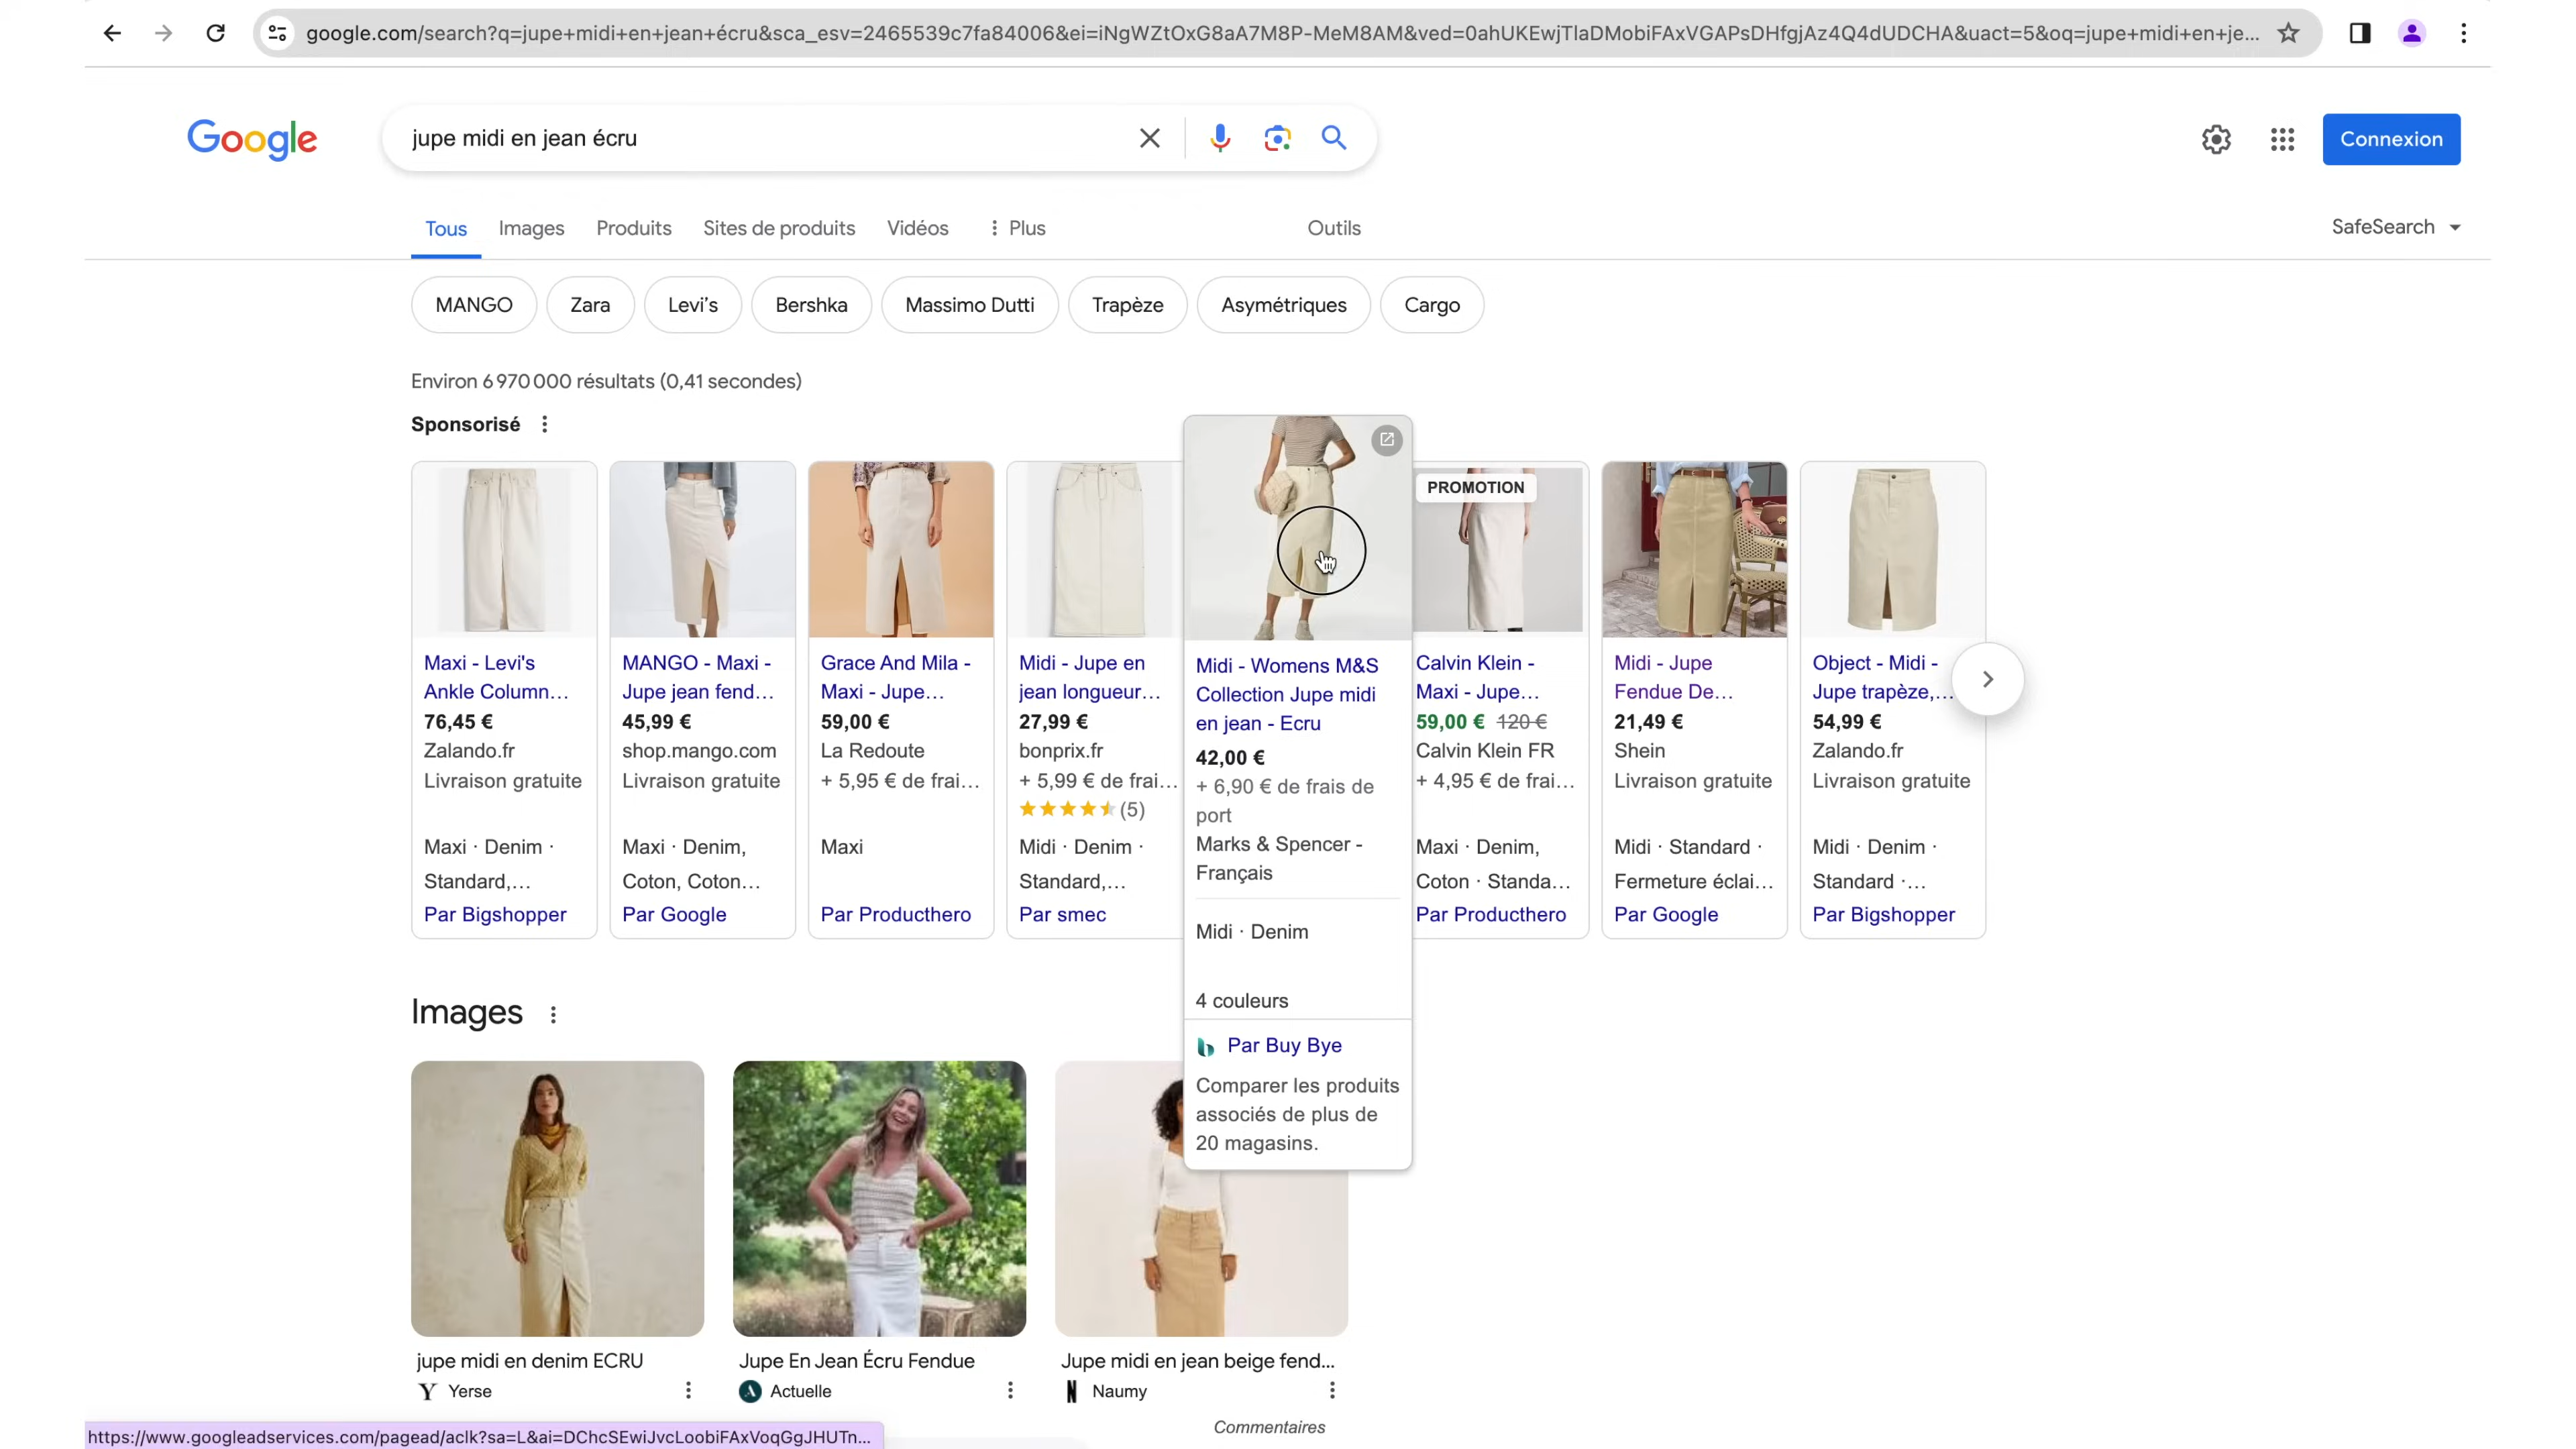 google.com/search?q=jupe+midi+en+jean+écru&sca_esv=2465539c7fa84006&ei=iNgWZtOxG8aA7M8P-MeM8AM&ved=0ahUKEwjTlaDMobiFAxVGAPsDHfgjAz4Q4dUDCHA&uact=5&oq=jupe+midi+en+je...
Google
jupe midi en jean écru
Connexion
Tous Images Produits Sites de produits Vidéos Plus Outils
SafeSearch
MANGO Zara Levi's Bershka Massimo Dutti Trapèze Asymétriques Cargo
Environ 6 970 000 résultats (0,41 secondes)
Sponsorisé
Maxi - Levi's
Ankle Column...
76,45 €
Zalando.fr
Livraison gratuite
Maxi · Denim ·
Standard,...
Par Bigshopper
MANGO - Maxi -
Jupe jean fend...
45,99 €
shop.mango.com
Livraison gratuite
Maxi · Denim,
Coton, Coton...
Par Google
Grace And Mila -
Maxi - Jupe...
59,00 €
La Redoute
+ 5,95 € de frai...
Maxi
Par Producthero
Midi - Jupe en
jean longueur...
27,99 €
bonprix.fr
+ 5,99 € de frai...
(5)
Midi · Denim ·
Standard,...
Par smec
Midi - Womens M&S
Collection Jupe midi
en jean - Ecru
42,00 €
+ 6,90 € de frais de
port
Marks & Spencer -
Français
Midi · Denim
4 couleurs
Par Buy Bye
Comparer les produits
associés de plus de
20 magasins.
PROMOTION
Calvin Klein -
Maxi - Jupe...
59,00 € 120 €
Calvin Klein FR
+ 4,95 € de frai...
Maxi · Denim,
Coton · Standa...
Par Producthero
Midi - Jupe
Fendue De...
21,49 €
Shein
Livraison gratuite
Midi · Standard ·
Fermeture éclai...
Par Google
Object - Midi -
Jupe trapèze,...
54,99 €
Zalando.fr
Livraison gratuite
Midi · Denim ·
Standard ·...
Par Bigshopper
Images
jupe midi en denim ECRU
Y Yerse
Jupe En Jean Écru Fendue
A Actuelle
Jupe midi en jean beige fend...
N Naumy
Commentaires
https://www.googleadservices.com/pagead/aclk?sa=L&ai=DChcSEwiJvcLoobiFAxVoqGgJHUTn...